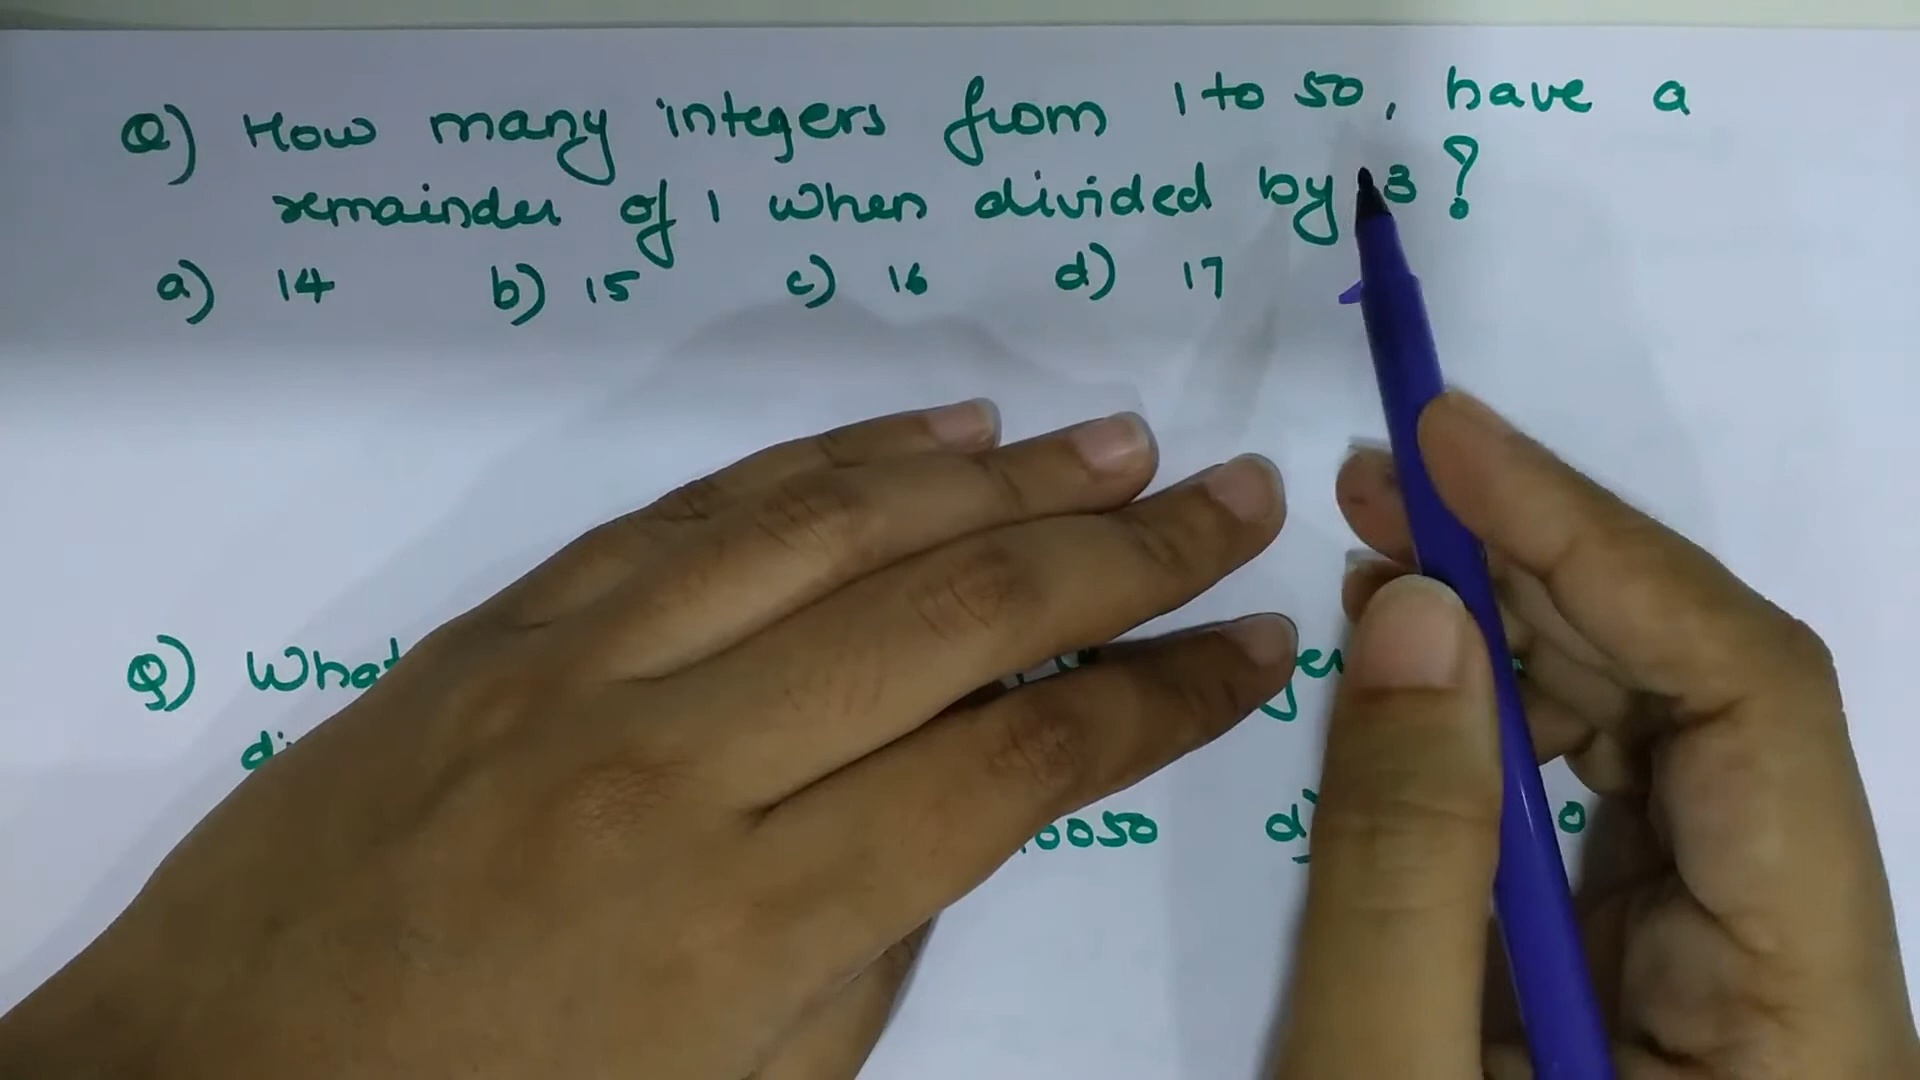 Q) How many integers from 1 to 50, have a
remainder of 1 when divided by 3 ?
a) 14 b) 15 c) 16 d) 17
Q)
0050 d)